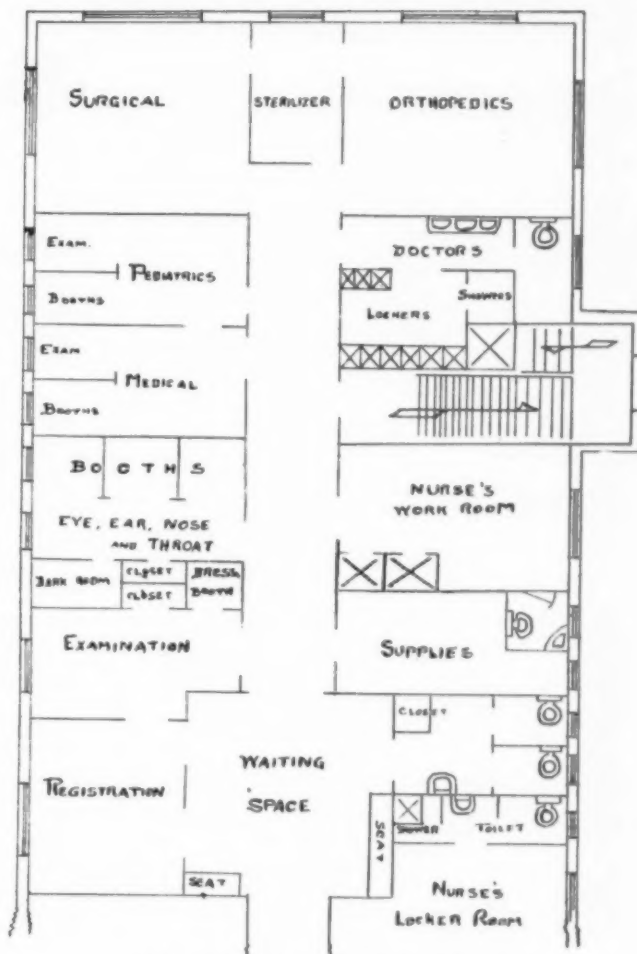 SURGICAL
STERILIZER
ORTHOPEDICS
EXAM.
PEDIATRICS
BOOTHS
DOCTORS
SHOWERS
LOCKERS
EXAM
MEDICAL
BOOTHS
BOOTHS
EYE, EAR, NOSE
AND THROAT
NURSE'S
WORK ROOM
DARK ROOM
CLOSET
CLOSET
DRESS.
BOOTH
EXAMINATION
SUPPLIES
CLOSET
WAITING
SPACE
REGISTRATION
SEAT
SEAT
SHOWER
TOILET
NURSE'S
LOCKER ROOM